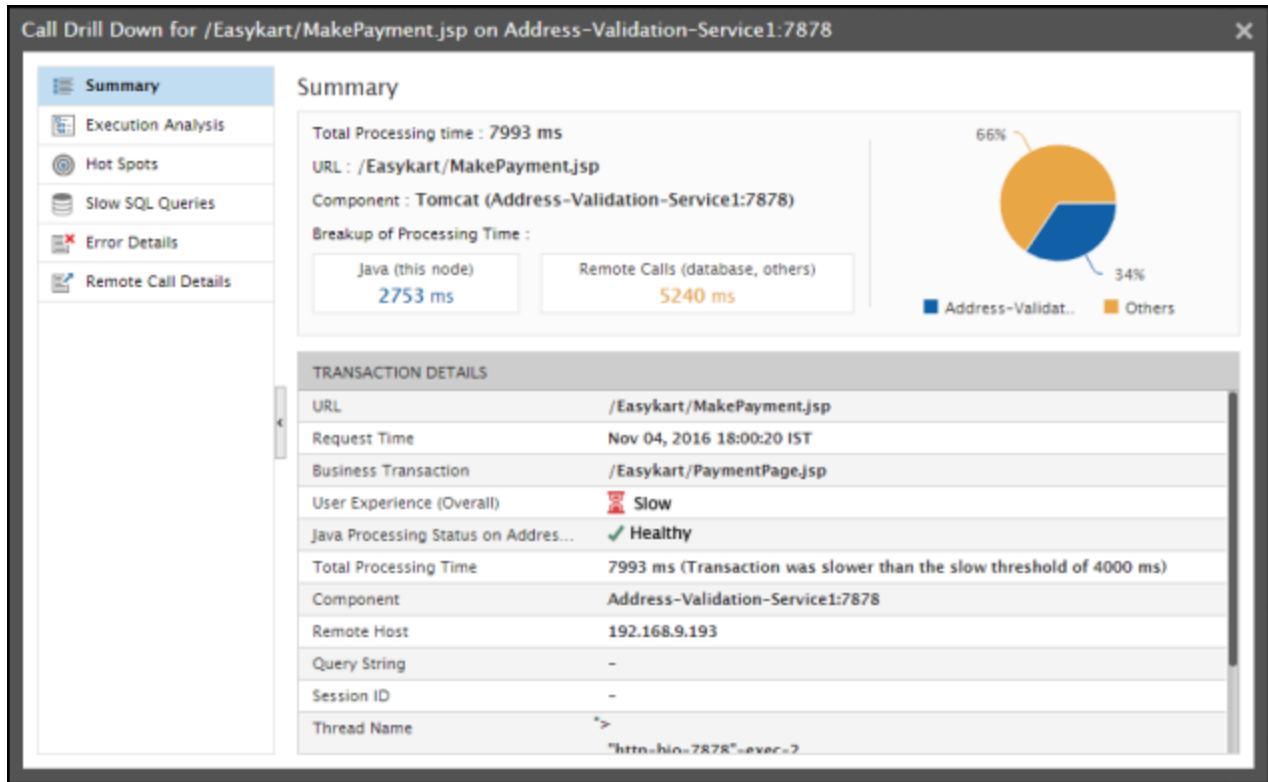 Call Drill Down for /Easykart/MakePayment.jsp on Address-Validation-Service1:7878
Summary
Execution Analysis
Hot Spots
Slow SQL Queries
Error Details
Remote Call Details
Summary
Total Processing time : 7993 ms
URL : /Easykart/MakePayment.jsp
Component : Tomcat (Address-Validation-Service1:7878)
Breakup of Processing Time :
Java (this node)
2753 ms
Remote Calls (database, others)
5240 ms
66%
34%
Address-Validat..
Others
TRANSACTION DETAILS
URL /Easykart/MakePayment.jsp
Request Time Nov 04, 2016 18:00:20 IST
Business Transaction /Easykart/PaymentPage.jsp
User Experience (Overall) Slow
Java Processing Status on Addres... Healthy
Total Processing Time 7993 ms (Transaction was slower than the slow threshold of 4000 ms)
Component Address-Validation-Service1:7878
Remote Host 192.168.9.193
Query String -
Session ID -
Thread Name ">
"http-bio-7878"-exec-2